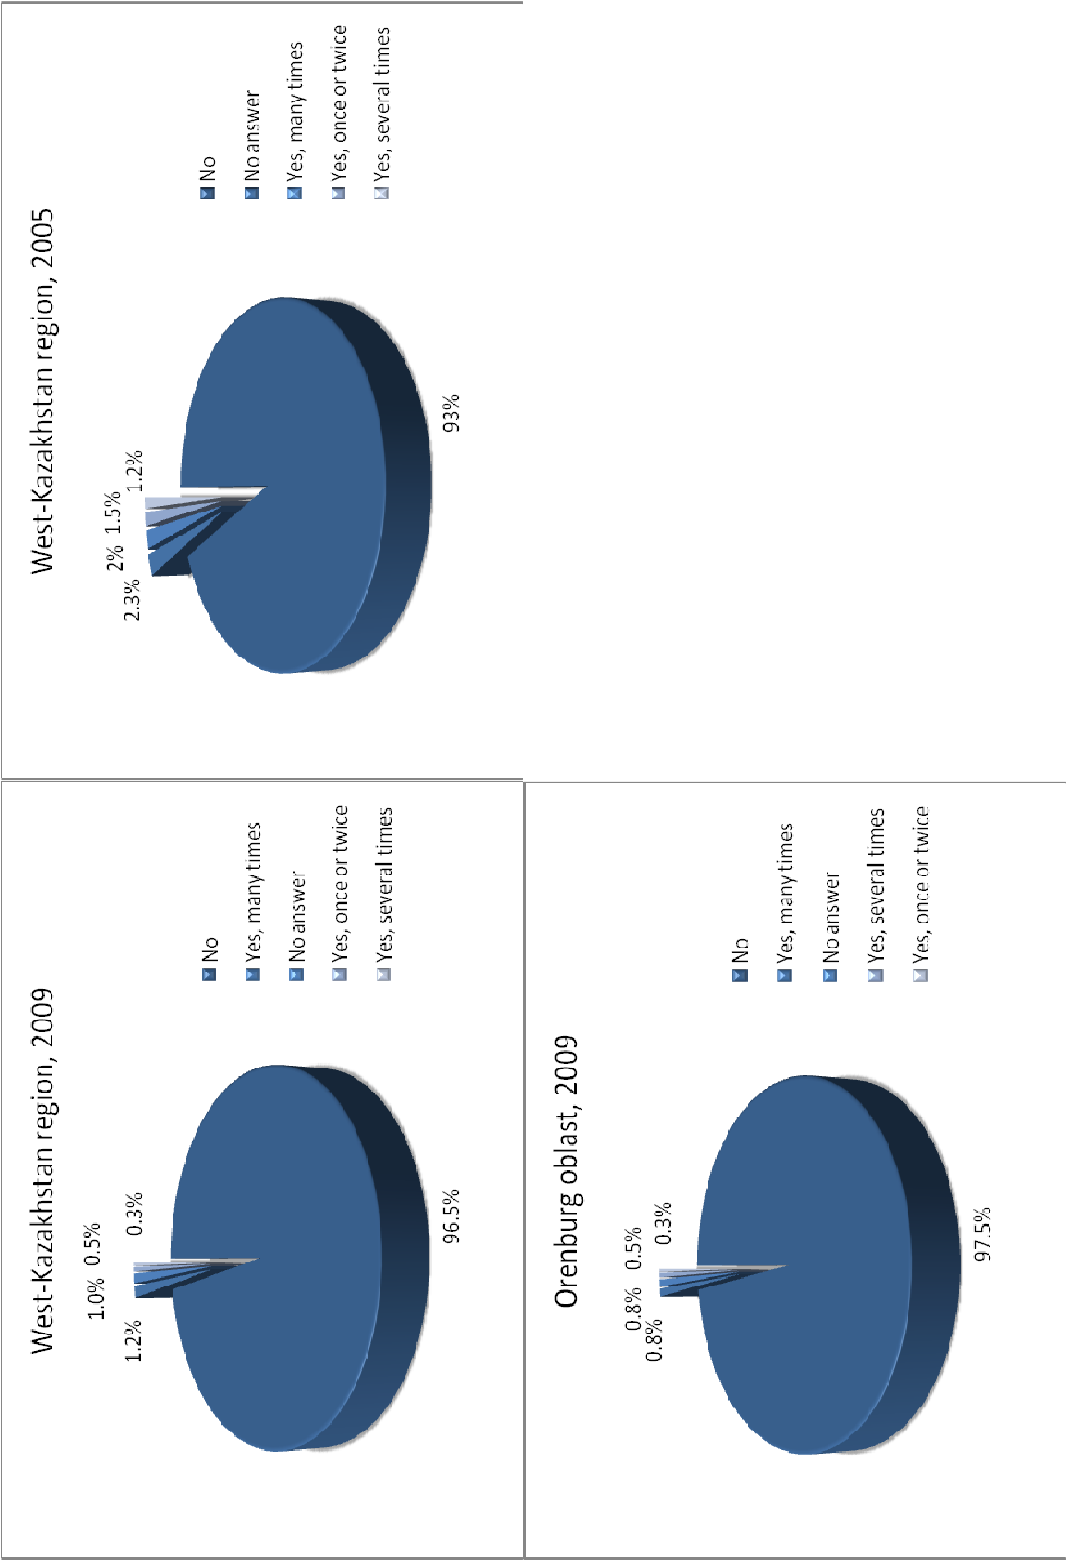 West-Kazakhstan region, 2009
1.2%
1.0%
0.5%
0.3%
96.5%
No
Yes, many times
No answer
Yes, once or twice
Yes, several times
West-Kazakhstan region, 2005
2.3%
2%
1.5%
1.2%
93%
No
No answer
Yes, many times
Yes, once or twice
Yes, several times
Orenburg oblast, 2009
0.8%
0.8%
0.5%
0.3%
97.5%
No
Yes, many times
No answer
Yes, several times
Yes, once or twice